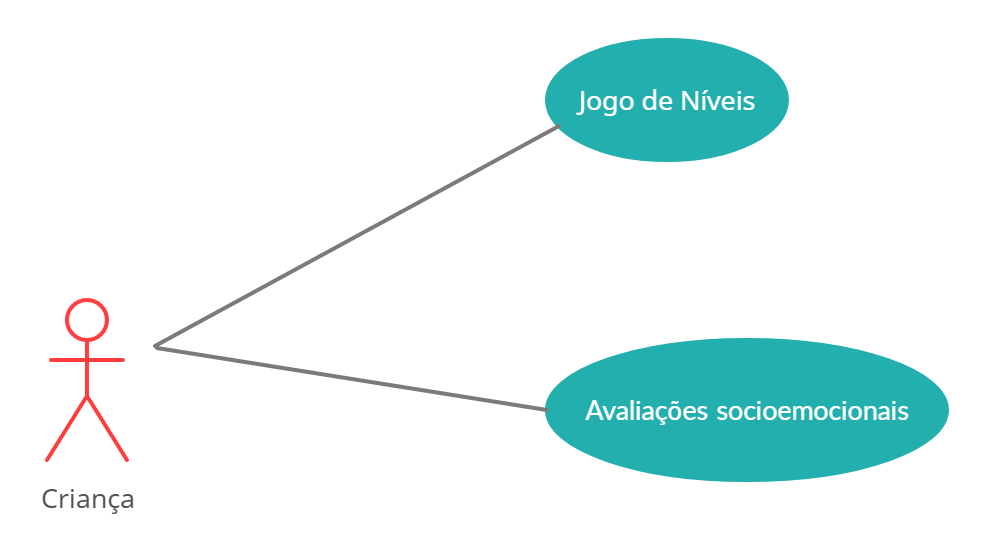 Jogo de Níveis
Avaliações socioemocionais
Criança